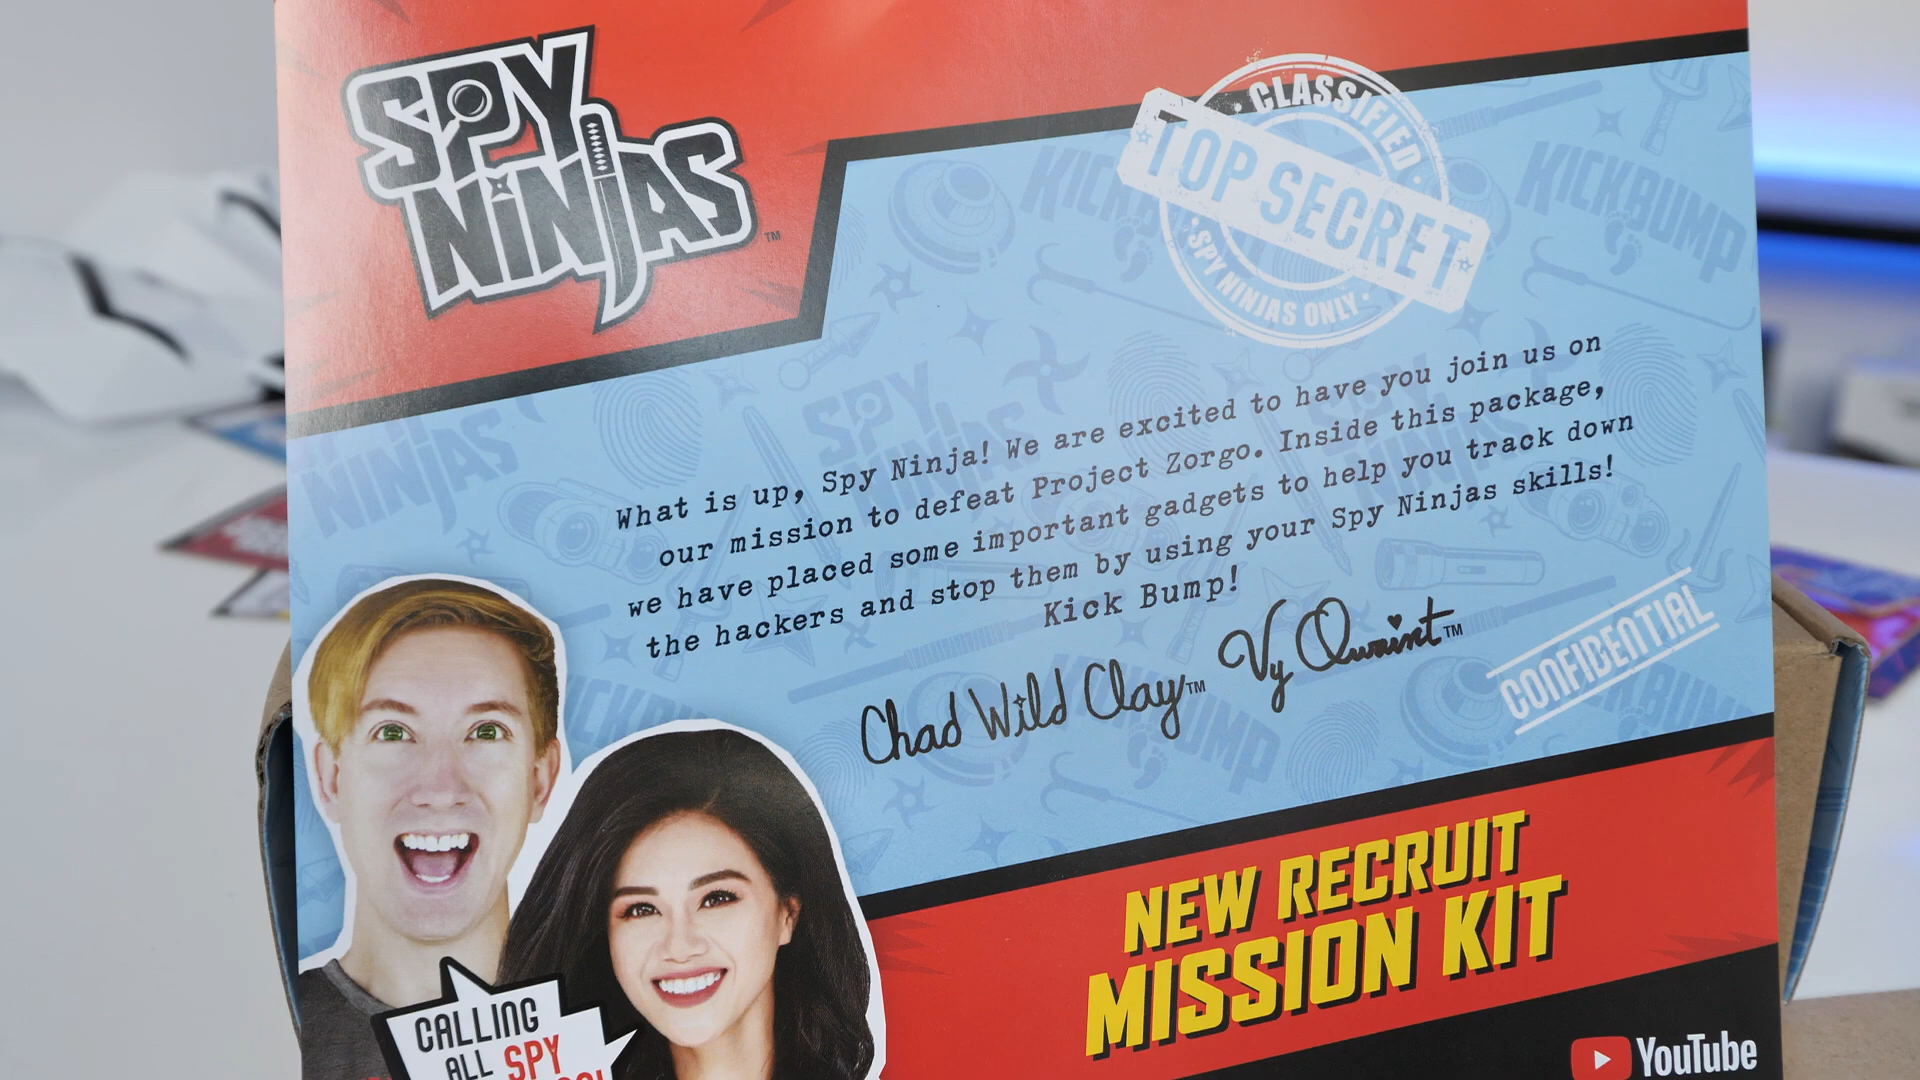 SPY
NINJAS™
CLASSIFIED
TOP SECRET
SPY NINJAS ONLY
KICKBUMP
What is up, Spy Ninja! We are excited to have you join us on
our mission to defeat Project Zorgo. Inside this package,
we have placed some important gadgets to help you track down
the hackers and stop them by using your Spy Ninjas skills!
Kick Bump!
Chad Wild Clay™ Vy Qwaint™
CONFIDENTIAL
NEW RECRUIT
MISSION KIT
CALLING
ALL SPY
YouTube